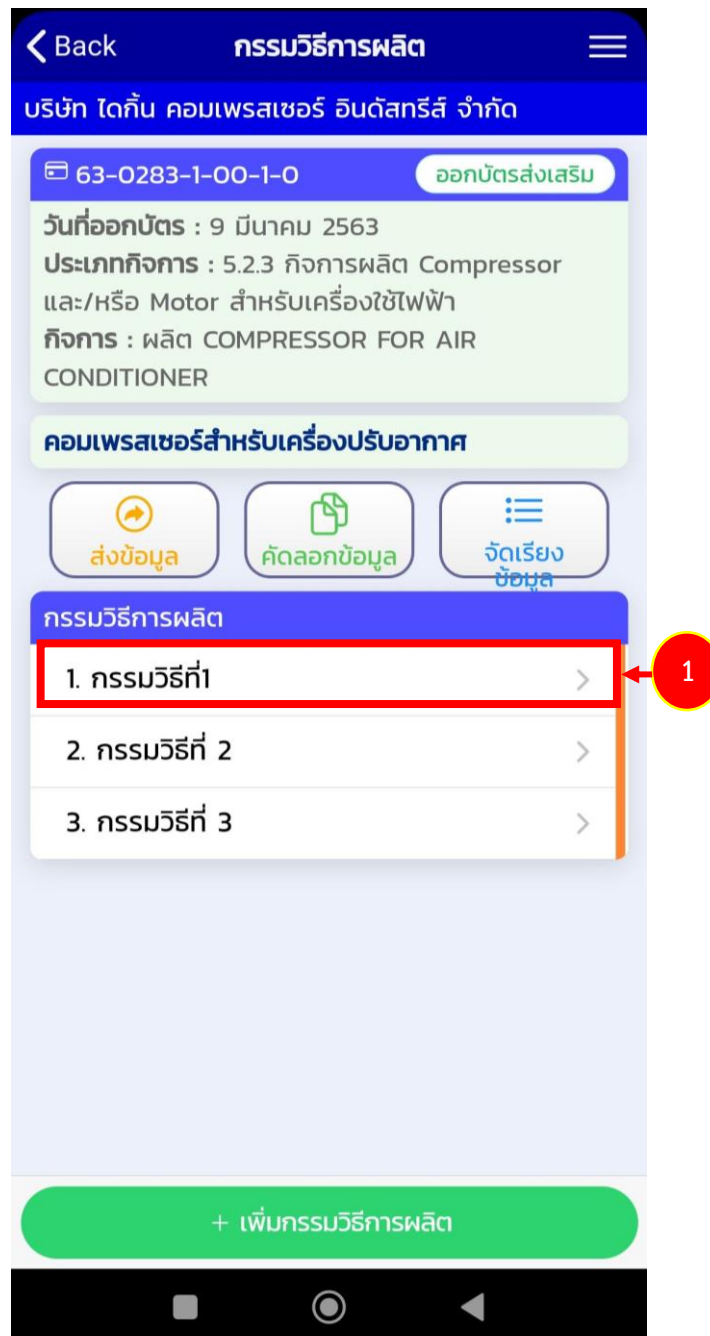 Back กรรมวิธีการผลิต
บริษัท ไดกิ้น คอมเพรสเซอร์ อินดัสทรีส์ จำกัด
63-0283-1-00-1-0 ออกบัตรส่งเสริม
วันที่ออกบัตร : 9 มีนาคม 2563
ประเภทกิจการ : 5.2.3 กิจการผลิต Compressor
และ/หรือ Motor สำหรับเครื่องใช้ไฟฟ้า
กิจการ : ผลิต COMPRESSOR FOR AIR
CONDITIONER
คอมเพรสเซอร์สำหรับเครื่องปรับอากาศ
ส่งข้อมูล คัดลอกข้อมูล จัดเรียง
ข้อมูล
กรรมวิธีการผลิต
1. กรรมวิธีที่1
1
2. กรรมวิธีที่ 2
3. กรรมวิธีที่ 3
+ เพิ่มกรรมวิธีการผลิต